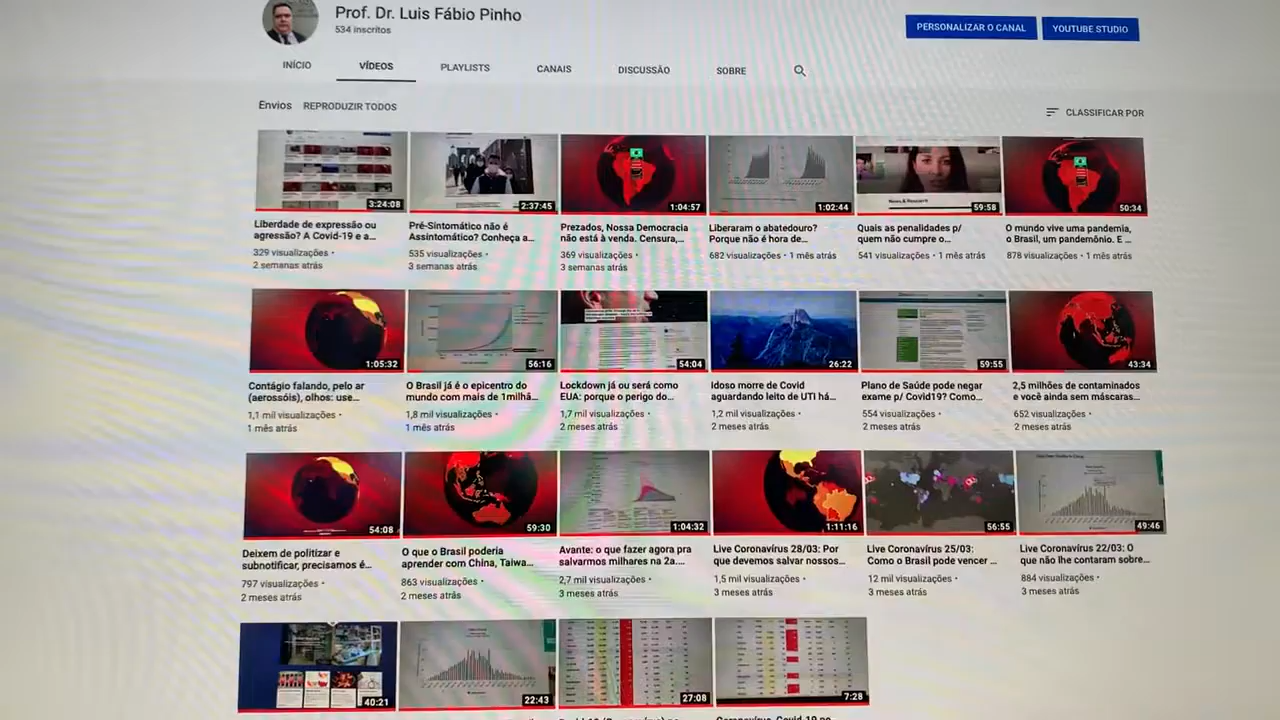 Prof. Dr. Luis Fábio Pinho
534 inscritos
PERSONALIZAR O CANAL
YOUTUBE STUDIO
INÍCIO
VÍDEOS
PLAYLISTS
CANAIS
DISCUSSÃO
SOBRE
Envios
REPRODUZIR TODOS
CLASSIFICAR POR
3:24:08
Liberdade de expressão ou
agressão? A Covid-19 e a...
329 visualizações •
2 semanas atrás
2:37:45
Pré-Sintomático não é
Assintomático? Conheça a...
535 visualizações •
3 semanas atrás
1:04:57
Prezados, Nossa Democracia
não está à venda. Censura,...
369 visualizações •
3 semanas atrás
1:02:44
Liberaram o abatedouro?
Porque não é hora de...
682 visualizações • 1 mês atrás
59:58
Quais as penalidades p/
quem não cumpre o...
541 visualizações • 1 mês atrás
50:34
O mundo vive uma pandemia,
o Brasil, um pandemônio. E ...
878 visualizações • 1 mês atrás
1:05:32
Contágio falando, pelo ar
(aerossóis), olhos: use...
1,1 mil visualizações •
1 mês atrás
56:16
O Brasil já é o epicentro do
mundo com mais de 1milhã...
1,8 mil visualizações •
1 mês atrás
54:04
Lockdown já ou será como
EUA: porque o perigo do...
1,7 mil visualizações •
2 meses atrás
26:22
Idoso morre de Covid
aguardando leito de UTI há...
1,2 mil visualizações •
2 meses atrás
59:55
Plano de Saúde pode negar
exame p/ Covid19? Como...
554 visualizações •
2 meses atrás
43:34
2,5 milhões de contaminados
e você ainda sem máscaras...
652 visualizações •
2 meses atrás
54:08
Deixem de politizar e
subnotificar, precisamos é...
797 visualizações •
2 meses atrás
59:30
O que o Brasil poderia
aprender com China, Taiwa...
863 visualizações •
2 meses atrás
1:04:32
Avante: o que fazer agora pra
salvarmos milhares na 2a....
2,7 mil visualizações •
3 meses atrás
1:11:16
Live Coronavírus 28/03: Por
que devemos salvar nossos...
1,5 mil visualizações •
3 meses atrás
56:55
Live Coronavírus 25/03:
Como o Brasil pode vencer ...
12 mil visualizações •
3 meses atrás
49:46
Live Coronavírus 22/03: O
que não lhe contaram sobre...
884 visualizações •
3 meses atrás
40:21
22:43
27:08
7:28